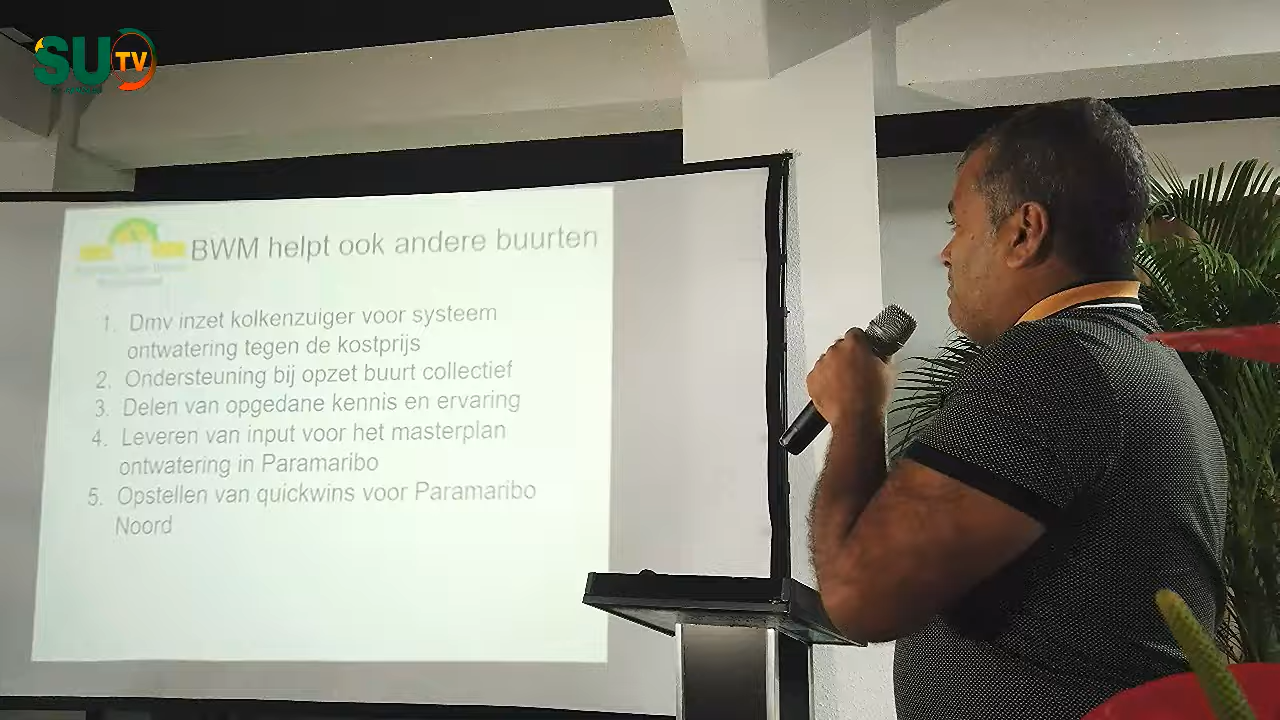 SU TV
BWM helpt ook andere buurten
1. Dmv inzet kolkenzuiger voor systeem
ontwatering tegen de kostprijs
2. Ondersteuning bij opzet buurt collectief
3. Delen van opgedane kennis en ervaring
4. Leveren van input voor het masterplan
ontwatering in Paramaribo
5. Opstellen van quickwins voor Paramaribo
Noord